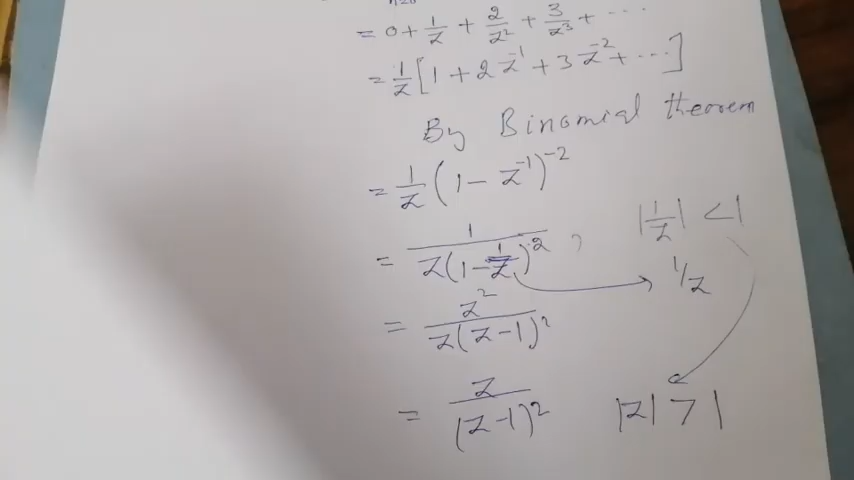 n=0
= 0 + 1/z + 2/z² + 3/z³ + ....
= 1/z [1 + 2z⁻¹ + 3z⁻² + ...]
By Binomial theorem
= 1/z (1 - z⁻¹)⁻²
= 1/z(1 - 1/z)², |1/z| < 1
1/z
= z²/z(z-1)²
= z/(z-1)² |z| > 1